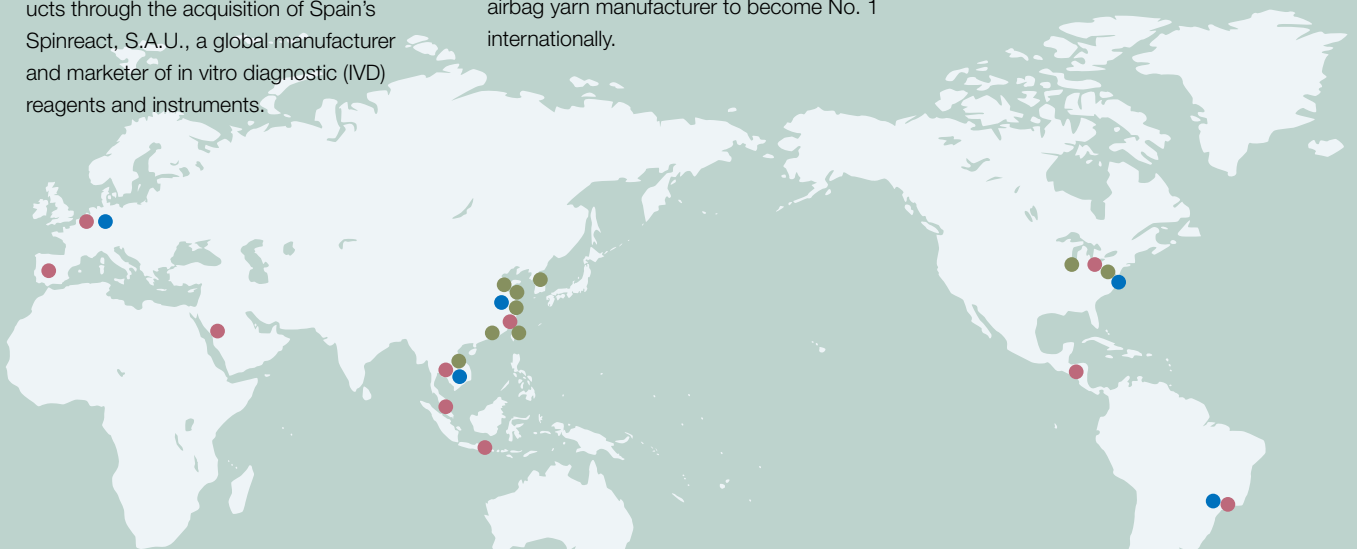 ucts through the acquisition of Spain’s
Spinreact, S.A.U., a global manufacturer
and marketer of in vitro diagnostic (IVD)
reagents and instruments.
airbag yarn manufacturer to become No. 1
internationally.